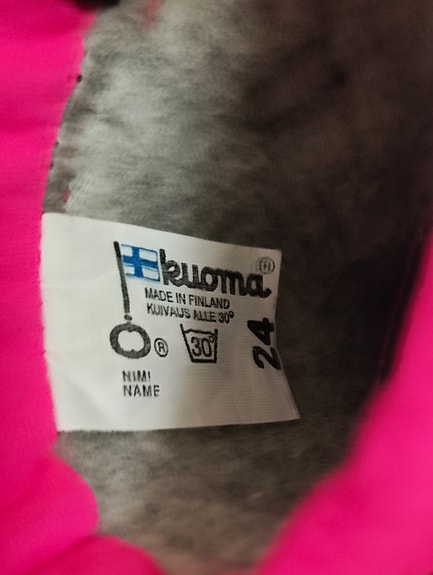 kuoma®
MADE IN FINLAND
KUIVAUS ALLE 30°
®
30°
24
NIMI
NAME